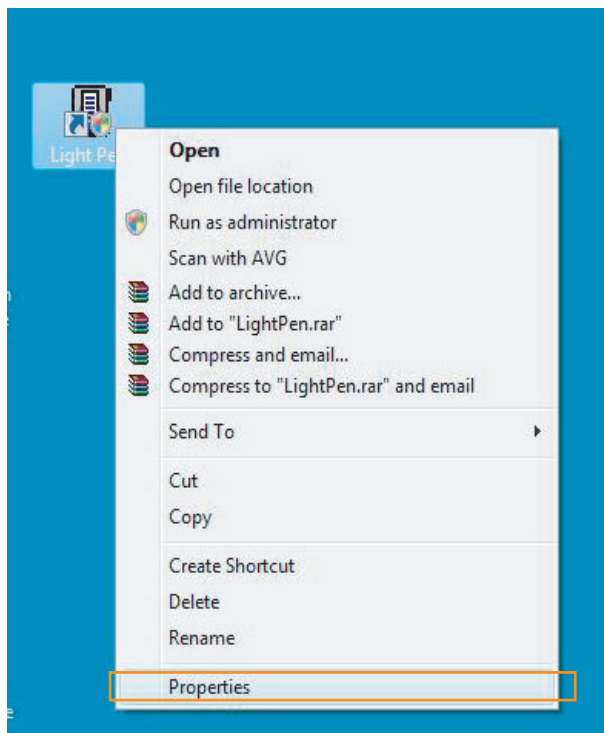 Light Pe
Open
Open file location
Run as administrator
Scan with AVG
Add to archive...
Add to "LightPen.rar"
Compress and email...
Compress to "LightPen.rar" and email
Send To
Cut
Copy
Create Shortcut
Delete
Rename
Properties